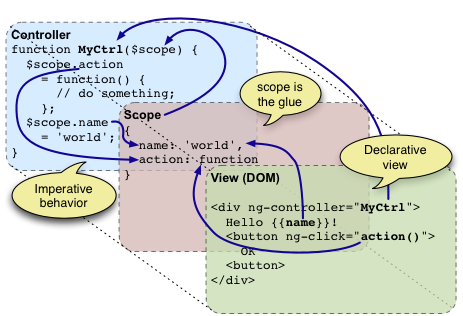 Controller
function MyCtrl($scope) {
$scope.action
= function() {
// do something;
};
$scope.name
= 'world';
}
scope is
the glue
Scope
{
name: 'world',
action: function
}
Declarative
view
Imperative
behavior
View (DOM)
<div ng-controller="MyCtrl">
Hello {{name}}!
<button ng-click="action()">
OK
<button>
</div>